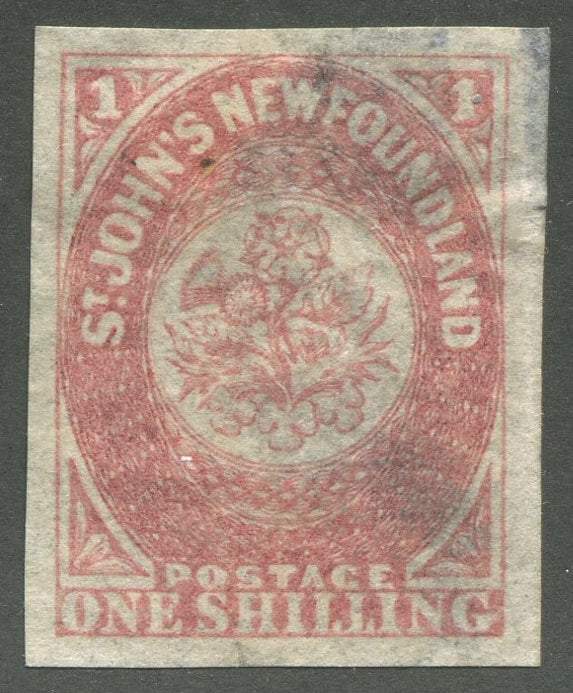 1 1
ST. JOHN'S NEWFOUNDLAND
POSTAGE
ONE SHILLING